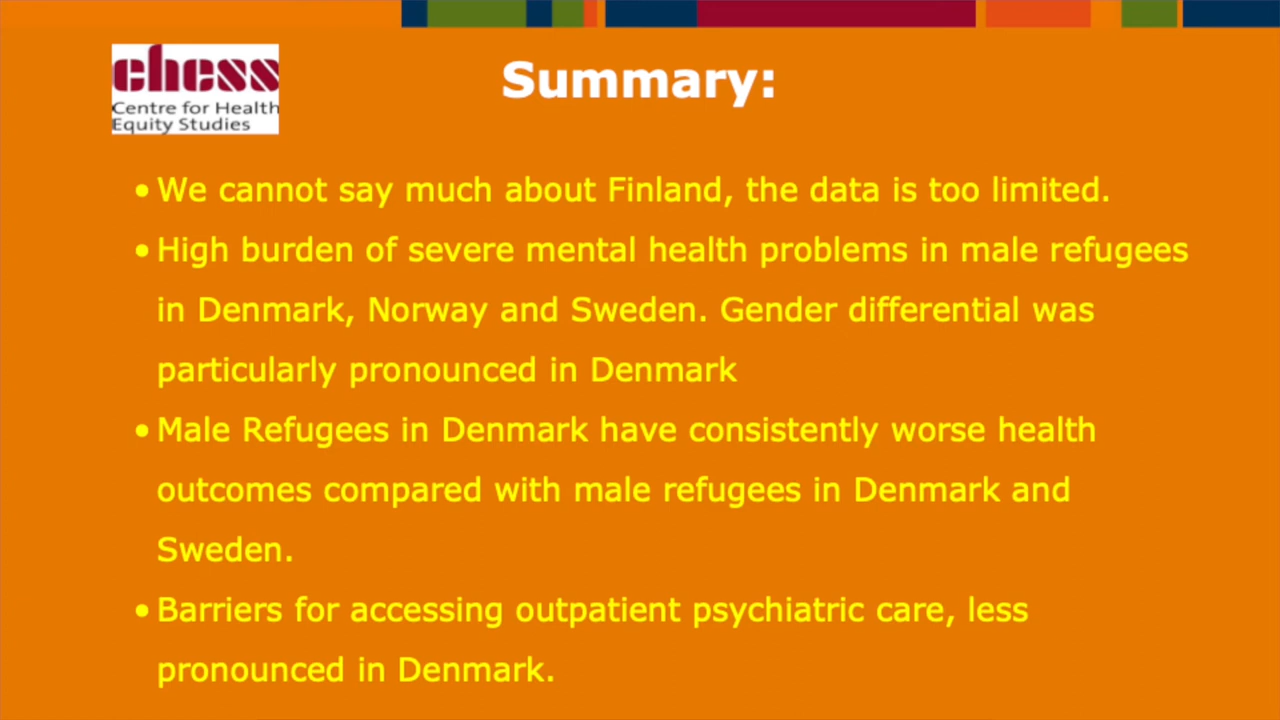 chess
Centre for Health
Equity Studies
Summary:
• We cannot say much about Finland, the data is too limited.
• High burden of severe mental health problems in male refugees
in Denmark, Norway and Sweden. Gender differential was
particularly pronounced in Denmark
• Male Refugees in Denmark have consistently worse health
outcomes compared with male refugees in Denmark and
Sweden.
• Barriers for accessing outpatient psychiatric care, less
pronounced in Denmark.